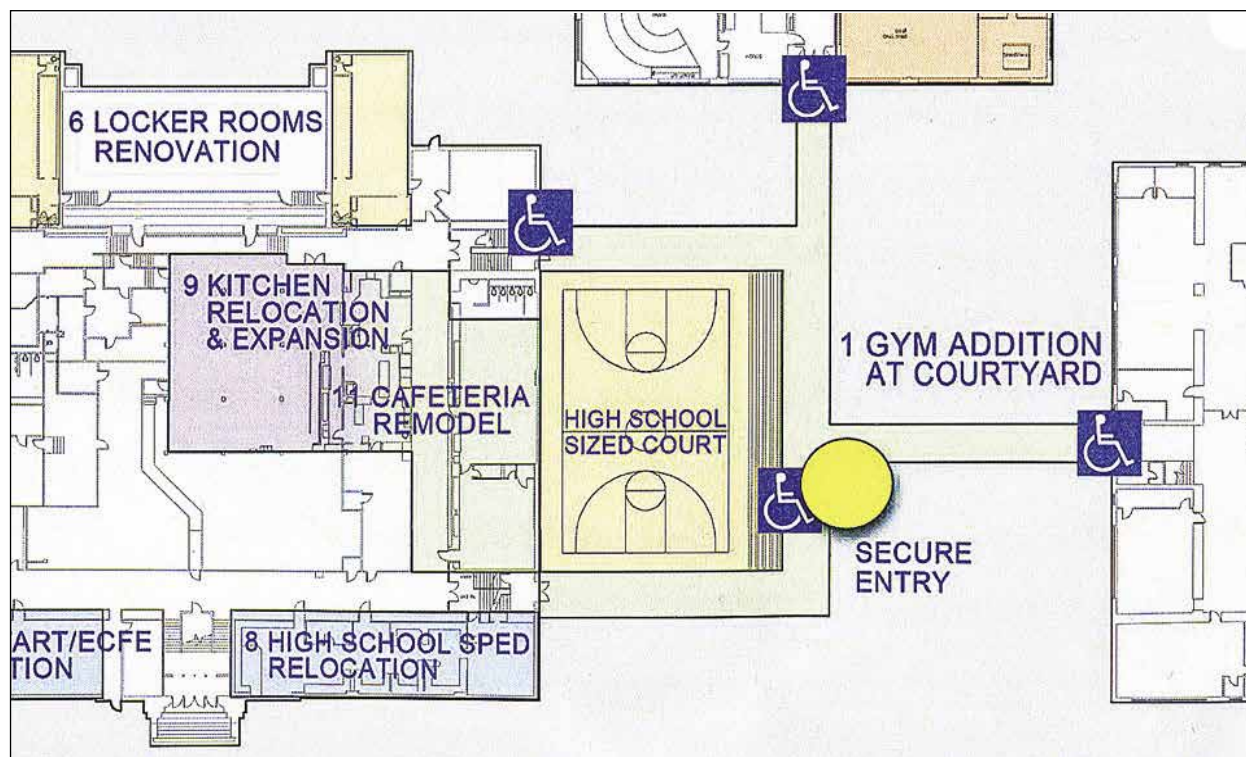 6 LOCKER ROOMS
RENOVATION
9 KITCHEN
RELOCATION
& EXPANSION
11 CAFETERIA
REMODEL
HIGH SCHOOL
SIZED COURT
1 GYM ADDITION
AT COURTYARD
SECURE
ENTRY
ART/ECFE
TION
8 HIGH-SCHOOL SPED
RELOCATION